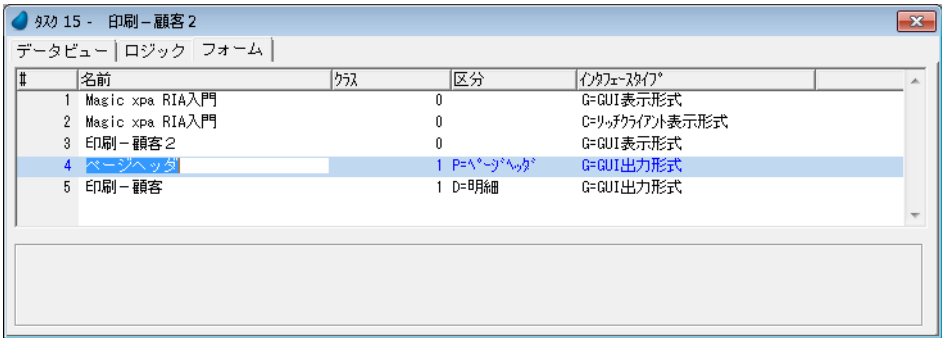 ﾀｽｸ 15 - 印刷－顧客２
データビュー ロジック フォーム
# 名前 ｸﾗｽ 区分 ｲﾝﾀﾌｪｰｽﾀｲﾌﾟ
1 Magic xpa RIA入門 0 G=GUI表示形式
2 Magic xpa RIA入門 0 C=ﾘｯﾁｸﾗｲｱﾝﾄ表示形式
3 印刷－顧客２ 0 G=GUI表示形式
4 ページヘッダ 1 P=ﾍﾟｰｼﾞﾍｯﾀﾞ G=GUI出力形式
5 印刷－顧客 1 D=明細 G=GUI出力形式